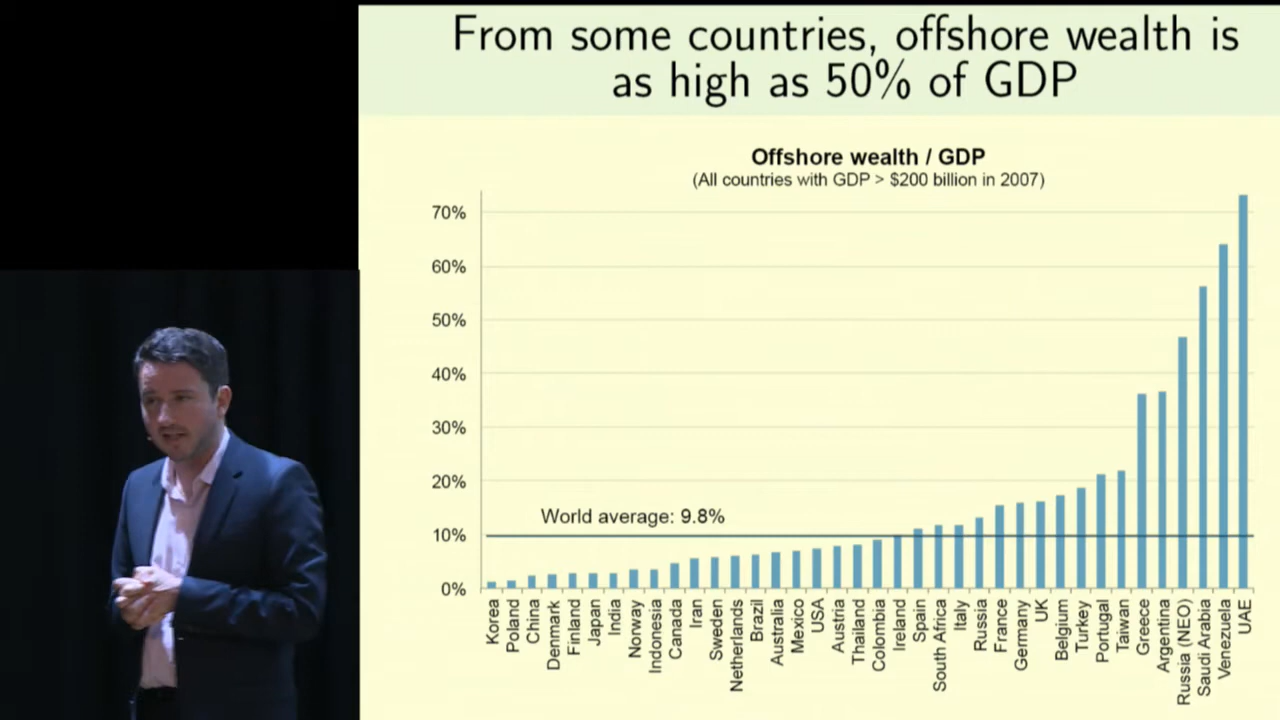 From some countries, offshore wealth is
as high as 50% of GDP
Offshore wealth / GDP
(All countries with GDP > $200 billion in 2007)
70%
60%
50%
40%
30%
20%
10%
0%
World average: 9.8%
Korea
Poland
China
Denmark
Finland
Japan
India
Norway
Indonesia
Canada
Iran
Sweden
Netherlands
Brazil
Australia
Mexico
USA
Austria
Thailand
Colombia
Ireland
Spain
South Africa
Italy
Russia
France
Germany
UK
Belgium
Turkey
Portugal
Taiwan
Greece
Argentina
Russia (NEO)
Saudi Arabia
Venezuela
UAE